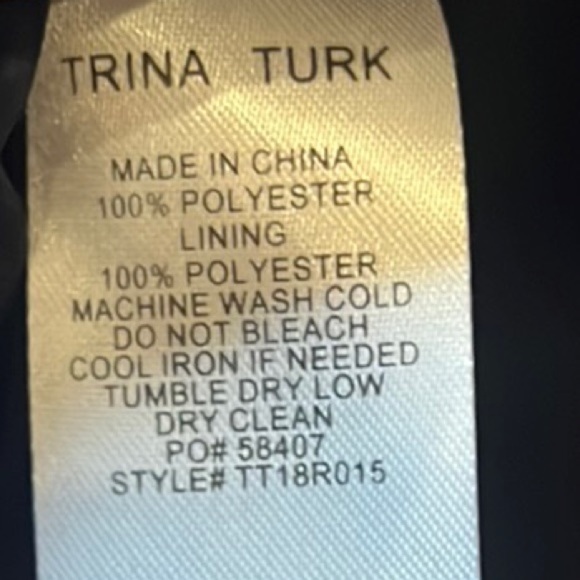 TRINA TURK
MADE IN CHINA
100% POLYESTER
LINING
100% POLYESTER
MACHINE WASH COLD
DO NOT BLEACH
COOL IRON IF NEEDED
TUMBLE DRY LOW
DRY CLEAN
PO# 58407
STYLE# TT18R015